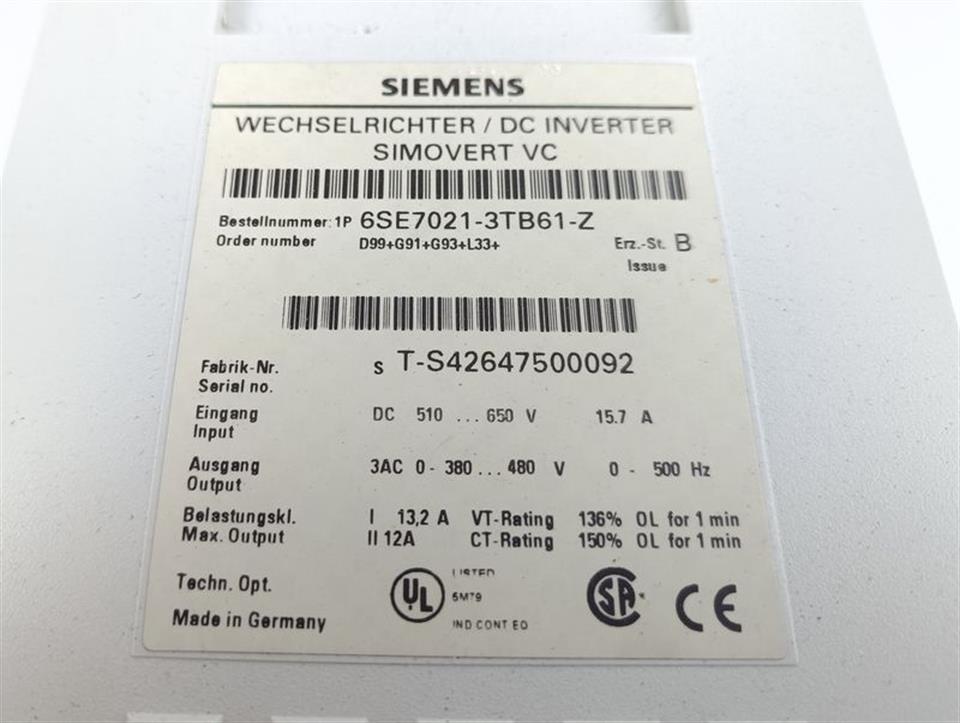 SIEMENS
WECHSELRICHTER / DC INVERTER
SIMOVERT VC
Bestellnummer: 1P 6SE7021-3TB61-Z
Order number D99+G91+G93+L33+ Erz.-St. B
Issue
Fabrik-Nr. S T-S42647500092
Serial no.
Eingang DC 510 ... 650 V 15.7 A
Input
Ausgang 3AC 0 - 380 ... 480 V 0 - 500 Hz
Output
Belastungskl. I 13,2 A VT-Rating 136% OL for 1 min
Max. Output II 12A CT-Rating 150% OL for 1 min
Techn. Opt. UL LISTED SA CE
5M79
Made in Germany IND CONT EQ